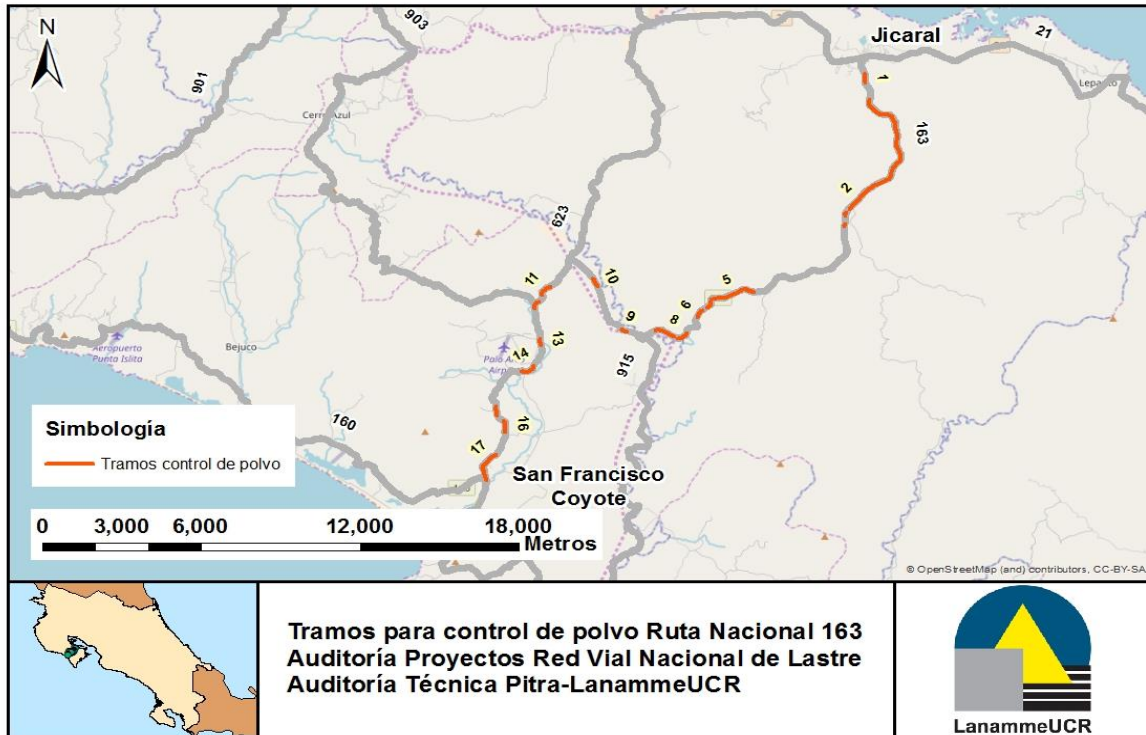 N
903
Jicaral
21
901
Lepanto
1
Cerro Azul
163
2
623
11
10
5
6
9
8
13
Aeropuerto
Punta Islita
Bejuco
14
915
160
16
17
Simbología
Tramos control de polvo
San Francisco
Coyote
0 3,000 6,000 12,000 18,000
Metros
© OpenStreetMap (and) contributors, CC-BY-SA
Tramos para control de polvo Ruta Nacional 163
Auditoría Proyectos Red Vial Nacional de Lastre
Auditoría Técnica Pitra-LanammeUCR
LanammeUCR